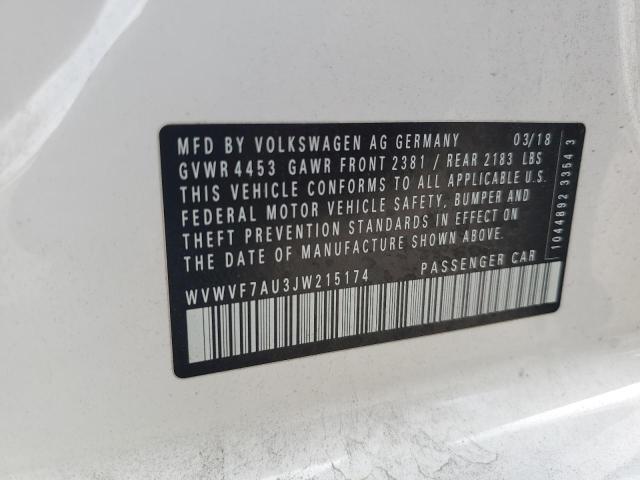 MFD BY VOLKSWAGEN AG GERMANY 03/18
GVWR 4453 GAWR FRONT 2381 / REAR 2183 LBS
THIS VEHICLE CONFORMS TO ALL APPLICABLE U.S.
FEDERAL MOTOR VEHICLE SAFETY, BUMPER AND
THEFT PREVENTION STANDARDS IN EFFECT ON
THE DATE OF MANUFACTURE SHOWN ABOVE.
WVWVF7AU3JW215174 PASSENGER CAR
1044892 3354 3